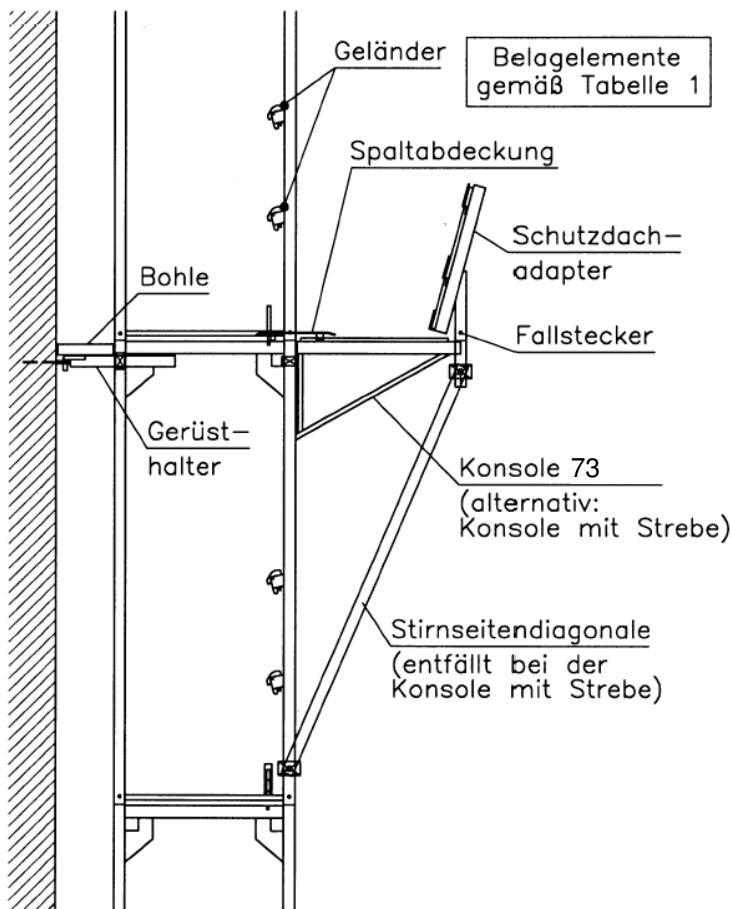 Geländer
Belagelemente
gemäß Tabelle 1
Spaltabdeckung
Schutzdach-
adapter
Bohle
Fallstecker
Gerüst-
halter
Konsole 73
(alternativ:
Konsole mit Strebe)
Stirnseitendiagonale
(entfällt bei der
Konsole mit Strebe)